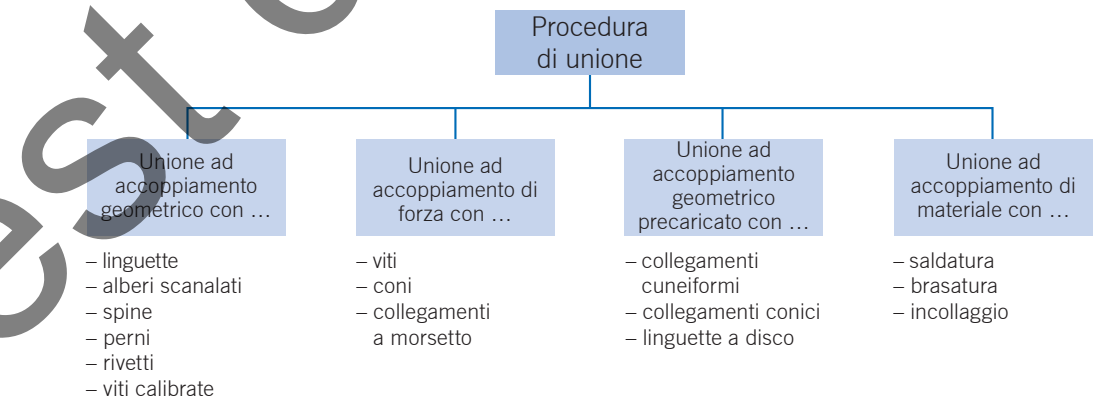 Procedura
di unione
Unione ad
accoppiamento
geometrico con …
Unione ad
accoppiamento di
forza con …
Unione ad
accoppiamento
geometrico
precaricato con …
Unione ad
accoppiamento di
materiale con …
– linguette
– alberi scanalati
– spine
– perni
– rivetti
– viti calibrate
– viti
– coni
– collegamenti
a morsetto
– collegamenti
cuneiformi
– collegamenti conici
– linguette a disco
– saldatura
– brasatura
– incollaggio